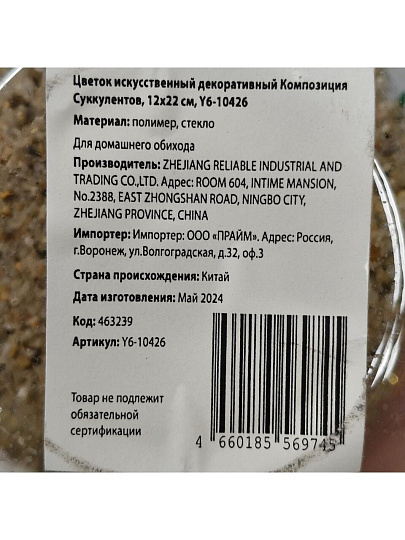 Цветок искусственный декоративный Композиция
Суккулентов, 12х22 см, Y6-10426
Материал: полимер, стекло
Для домашнего обихода
Производитель: ZHEJIANG RELIABLE INDUSTRIAL AND
TRADING CO.,LTD. Адрес: ROOM 604, INTIME MANSION,
No.2388, EAST ZHONGSHAN ROAD, NINGBO CITY,
ZHEJIANG PROVINCE, CHINA
Импортер: Импортер: ООО «ПРАЙМ». Адрес: Россия,
г.Воронеж, ул.Волгоградская, д.32, оф.3
Страна происхождения: Китай
Дата изготовления: Май 2024
Код: 463239
Артикул: Y6-10426
Товар не подлежит
обязательной
сертификации
4 660185 569745